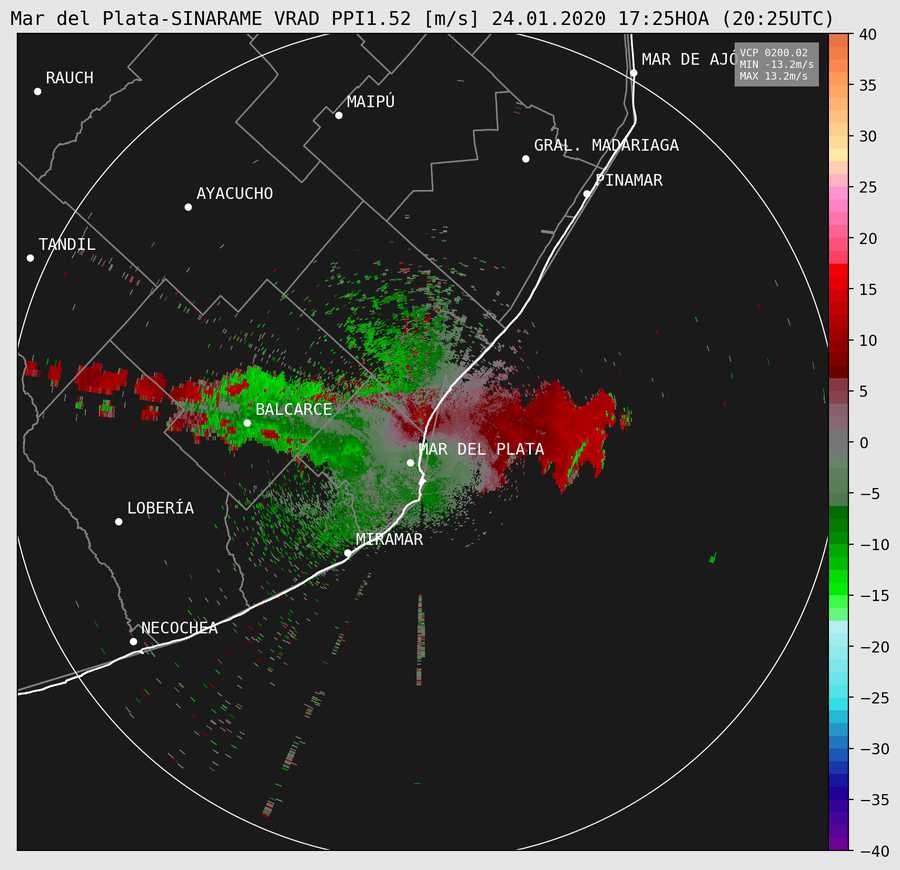 Mar del Plata-SINARAME VRAD PPI1.52 [m/s] 24.01.2020 17:25HOA (20:25UTC)
VCP 0200.02
MIN -13.2m/s
MAX 13.2m/s
MAR DE AJÓ
RAUCH
MAIPÚ
GRAL. MADARIAGA
PINAMAR
AYACUCHO
TANDIL
BALCARCE
MAR DEL PLATA
LOBERÍA
MIRAMAR
NECOCHEA
40
35
30
25
20
15
10
5
0
−5
−10
−15
−20
−25
−30
−35
−40